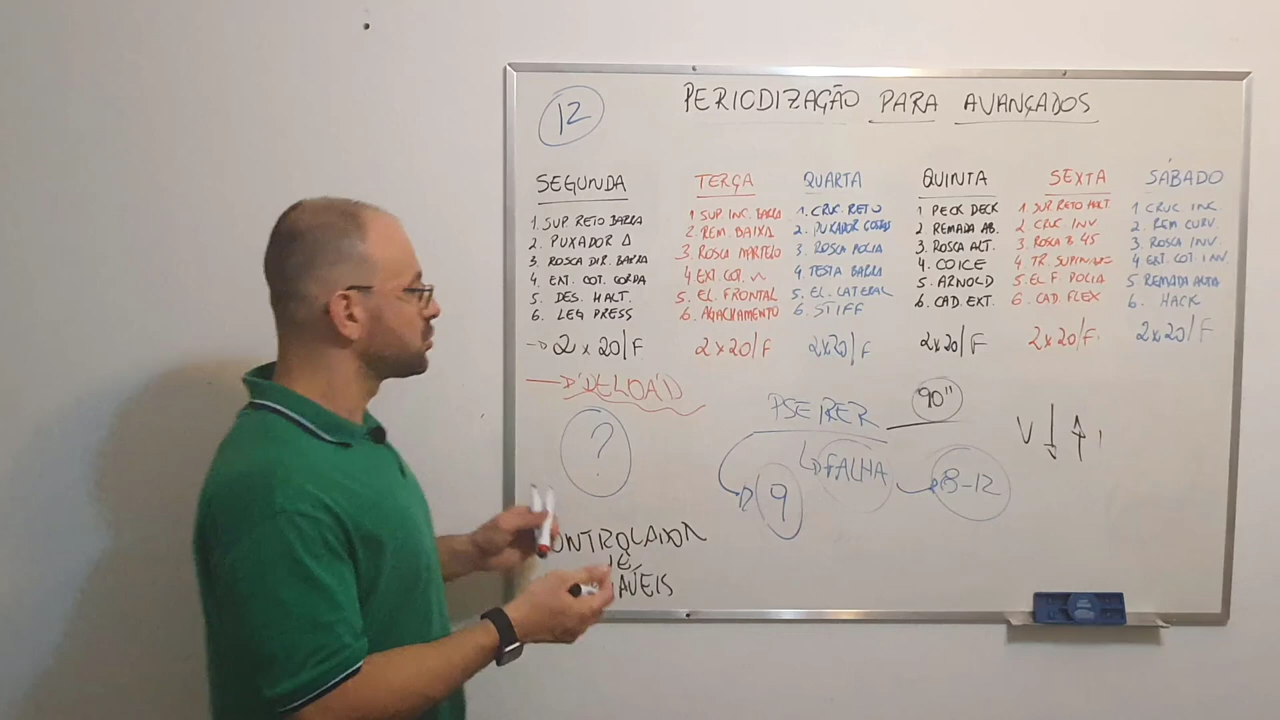 12
PERIODIZAÇÃO PARA AVANÇADOS
SEGUNDA
1. SUP. RETO BARRA
2. PUXADOR Δ
3. ROSCA DIR. BARRA
4. EXT. COT. CORDA
5. DES. HALT.
6. LEG PRESS
2 x 20/F
TERÇA
1 SUP. INC. BARRA
2. REM. BAIXA
3. ROSCA MARTELO
4 EXT. COT. V
5. EL. FRONTAL
6. AGACHAMENTO
2 x 20/F
QUARTA
1. CRUC. RETO
2. PUXADOR COSTAS
3. ROSCA POLIA
4. TESTA BARRA
5. EL. LATERAL
6. STIFF
2x20/F
QUINTA
1 PECK DECK
2 REMADA AB.
3. ROSCA ALT.
4. COICE
5. ARNOLD
6. CAD. EXT.
2x20/F
SEXTA
1. SUP. RETO HALT
2 CRUC. INV
3 ROSCA B. 45
4 TR. SUPINADO
5. EL F. POLIA
6 CAD. FLEX
2 x 20/F.
SÁBADO
1 CRUC. INC.
2. REM CURV.
3. ROSCA INV.
4 EXT. COT. INV.
5 REMADA ALTA
6. HACK
2x20/F
DELOAD
?
PSE RER
90"
9
FALHA
8-12
V ↓ ↑ I
ONTROLADOR
AVÉIS